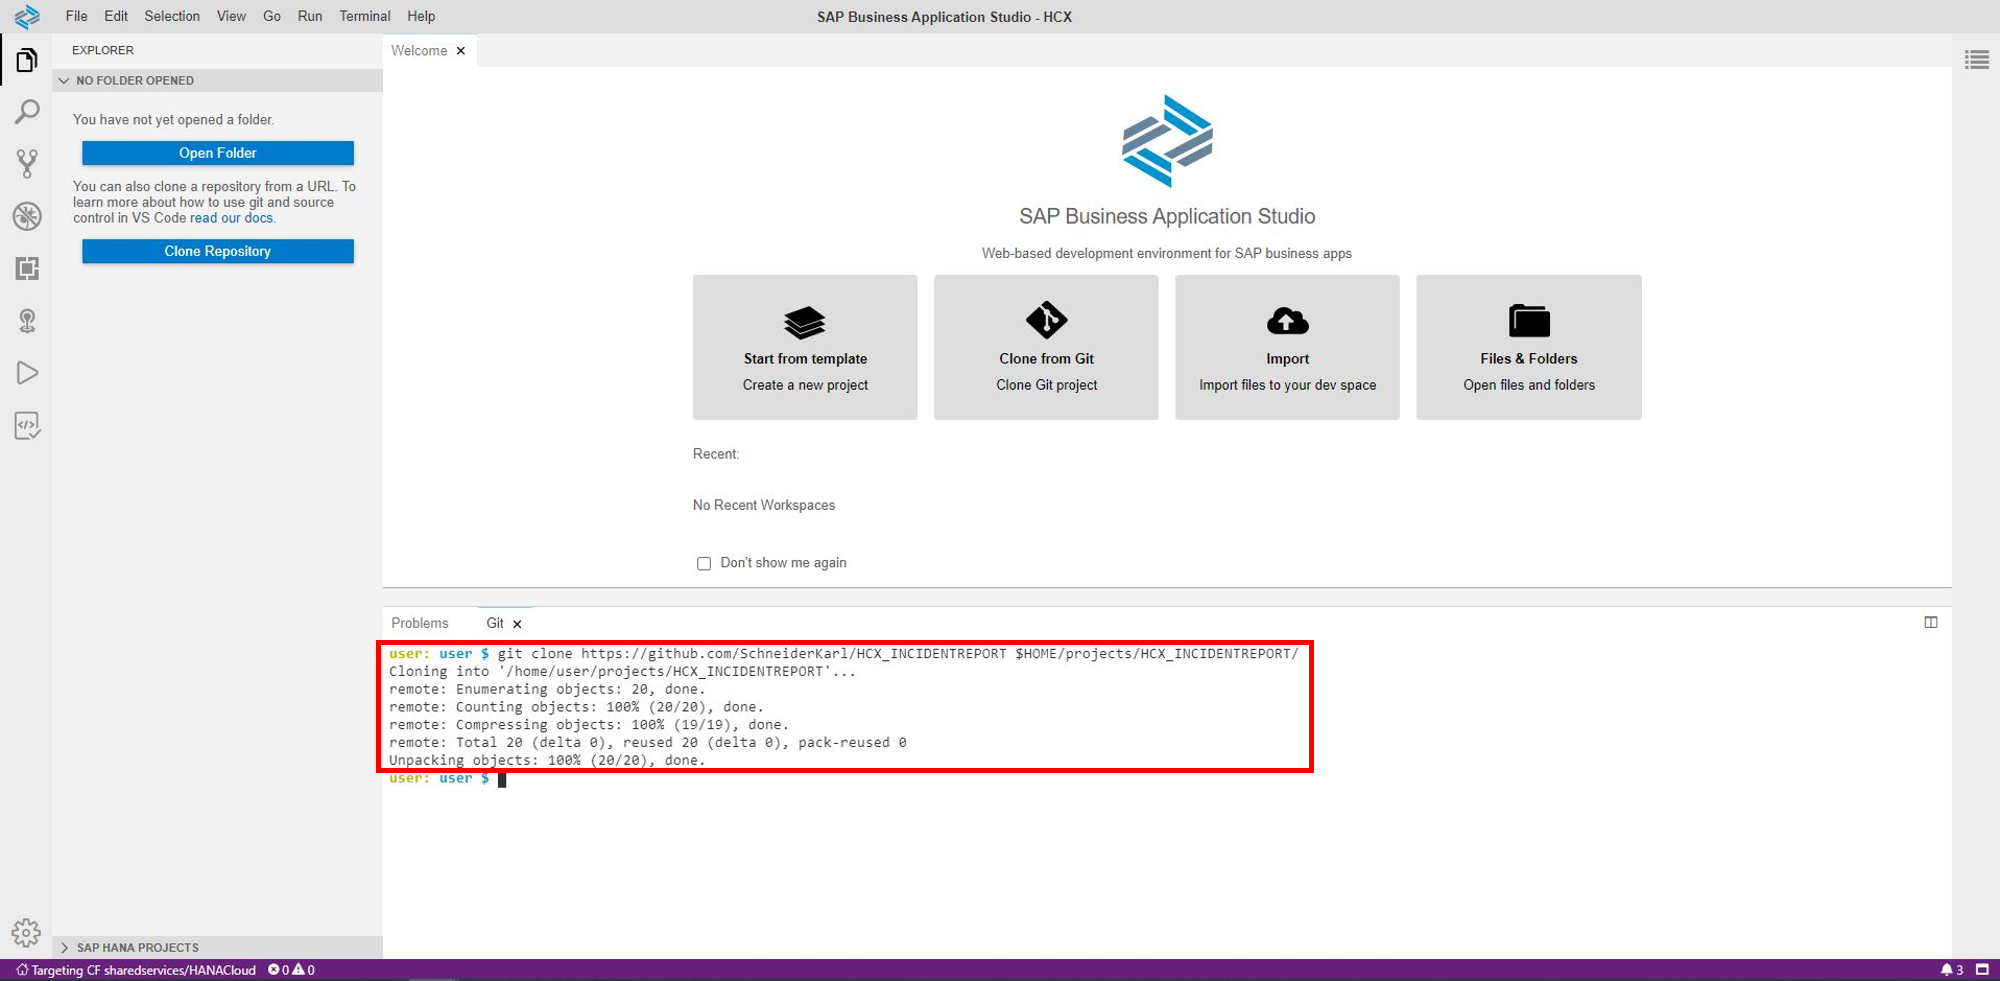 File Edit Selection View Go Run Terminal Help
SAP Business Application Studio - HCX
EXPLORER
NO FOLDER OPENED
You have not yet opened a folder.
Open Folder
You can also clone a repository from a URL. To
learn more about how to use git and source
control in VS Code read our docs.
Clone Repository
Welcome
SAP Business Application Studio
Web-based development environment for SAP business apps
Start from template
Create a new project
Clone from Git
Clone Git project
Import
Import files to your dev space
Files & Folders
Open files and folders
Recent:
No Recent Workspaces
Don't show me again
Problems Git
user: user $ git clone https://github.com/SchneiderKarl/HCX_INCIDENTREPORT $HOME/projects/HCX_INCIDENTREPORT/
Cloning into '/home/user/projects/HCX_INCIDENTREPORT'...
remote: Enumerating objects: 20, done.
remote: Counting objects: 100% (20/20), done.
remote: Compressing objects: 100% (19/19), done.
remote: Total 20 (delta 0), reused 20 (delta 0), pack-reused 0
Unpacking objects: 100% (20/20), done.
user: user $
SAP HANA PROJECTS
Targeting CF sharedservices/HANACloud 0 0
3